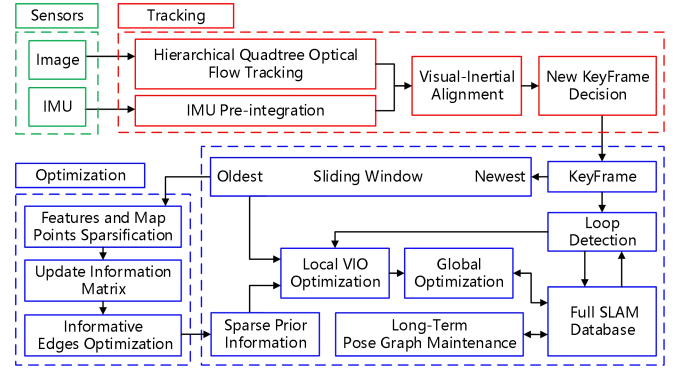 Sensors
Tracking
Image
Hierarchical Quadtree Optical
Flow Tracking
IMU
IMU Pre-integration
Visual-Inertial
Alignment
New KeyFrame
Decision
Optimization
Oldest Sliding Window Newest
KeyFrame
Features and Map
Points Sparsification
Loop
Detection
Update Information
Matrix
Local VIO
Optimization
Global
Optimization
Informative
Edges Optimization
Sparse Prior
Information
Long-Term
Pose Graph Maintenance
Full SLAM
Database